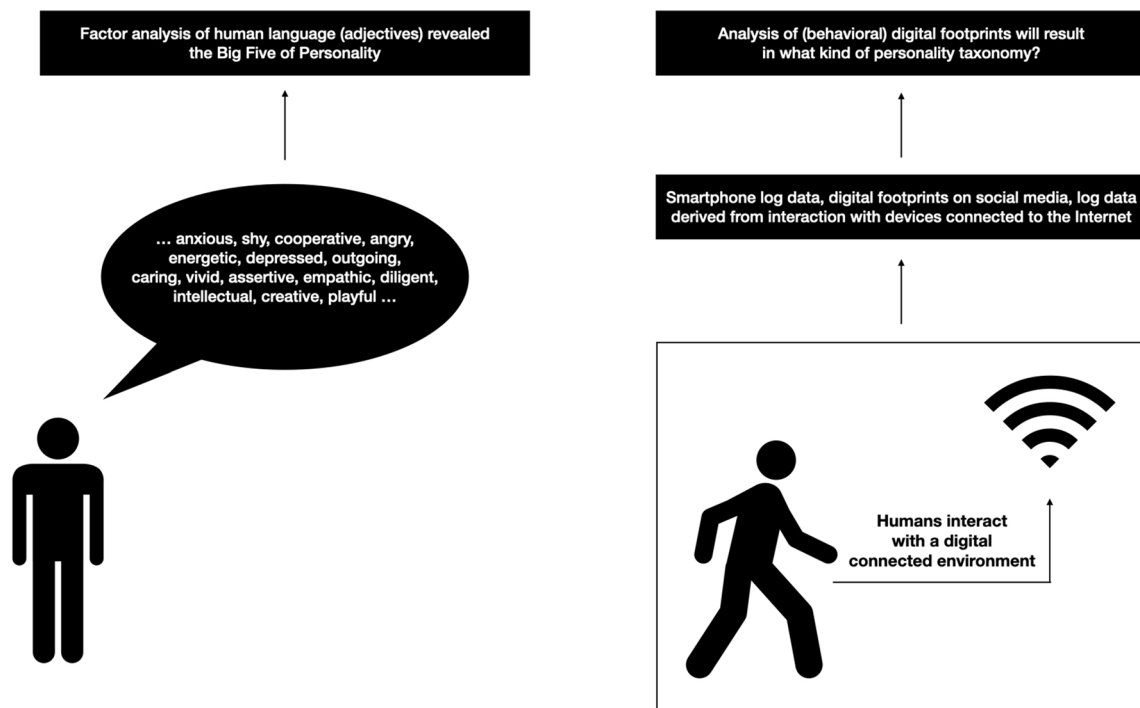 Factor analysis of human language (adjectives) revealed
the Big Five of Personality
... anxious, shy, cooperative, angry,
energetic, depressed, outgoing,
caring, vivid, assertive, empathic, diligent,
intellectual, creative, playful ...
Analysis of (behavioral) digital footprints will result
in what kind of personality taxonomy?
Smartphone log data, digital footprints on social media, log data
derived from interaction with devices connected to the Internet
Humans interact
with a digital
connected environment